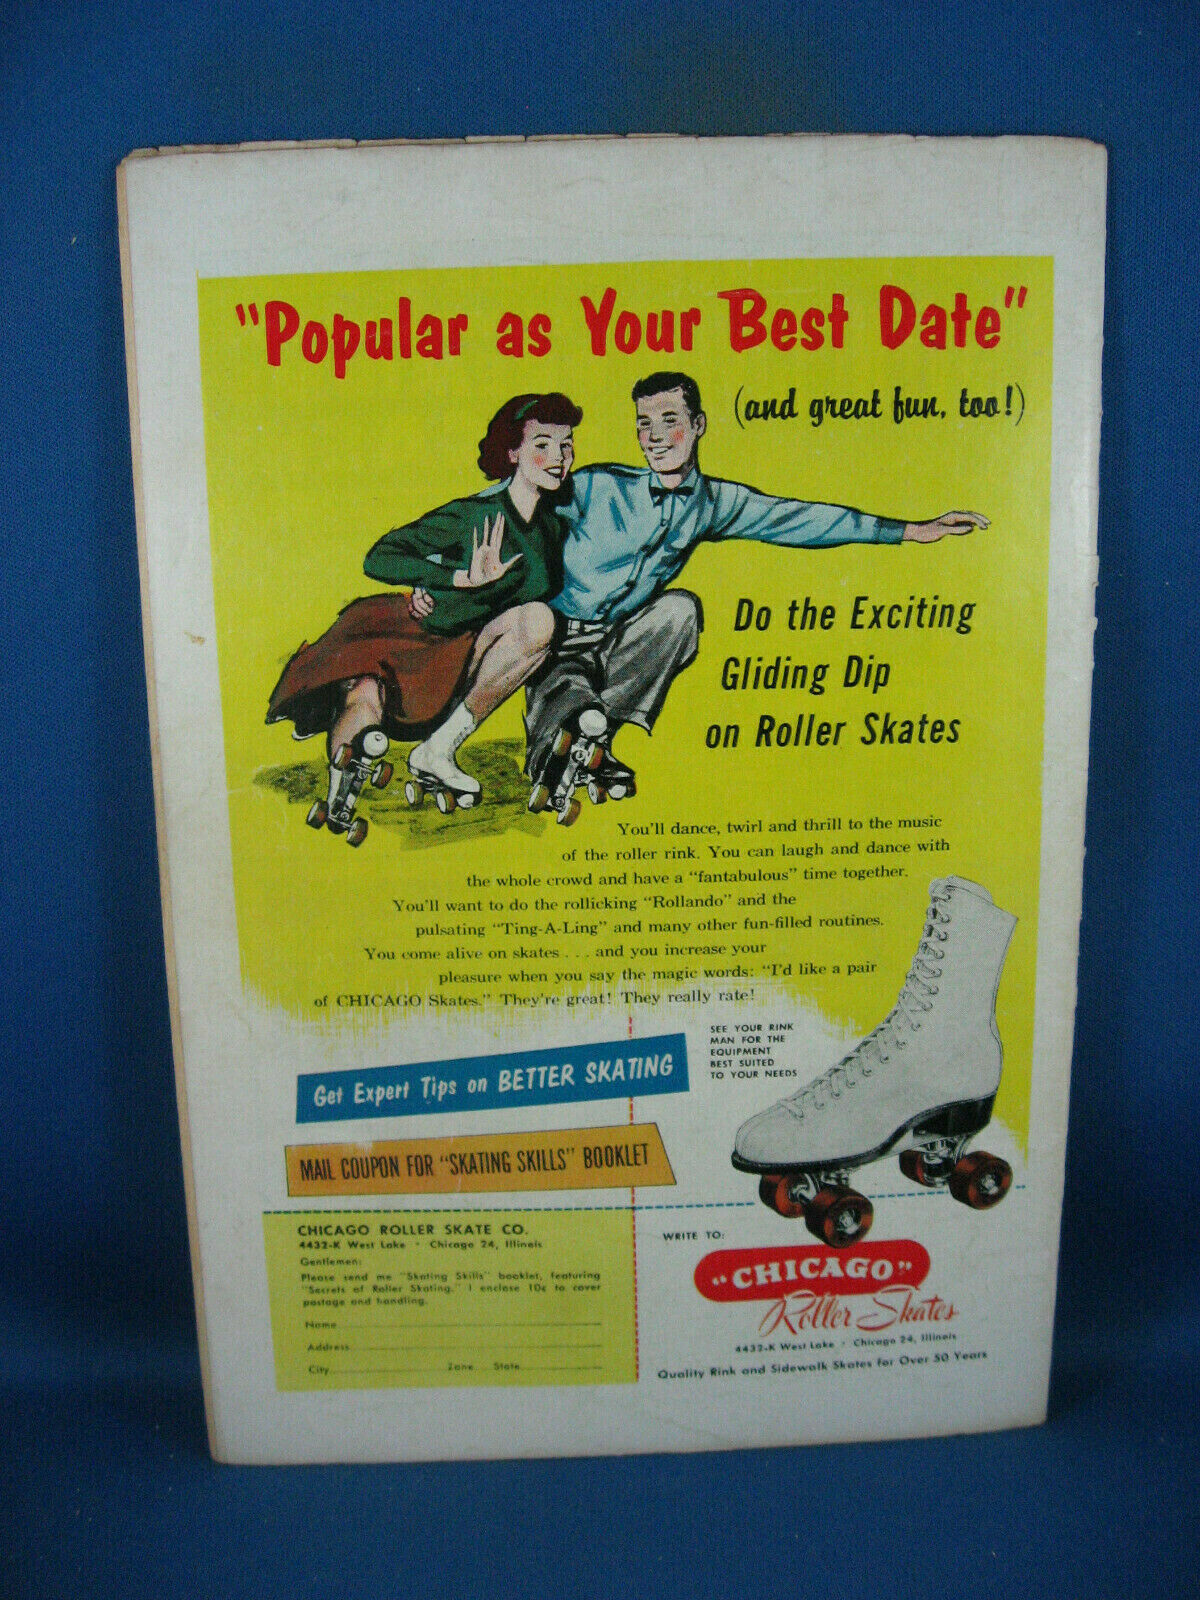 "Popular as Your Best Date"
(and great fun, too!)
Do the Exciting
Gliding Dip
on Roller Skates
You'll dance, twirl and thrill to the music
of the roller rink. You can laugh and dance with
the whole crowd and have a "fantabulous" time together.
You'll want to do the rollicking "Rollando" and the
pulsating "Ting-A-Ling" and many other fun-filled routines.
You come alive on skates . . . and you increase your
pleasure when you say the magic words: "I'd like a pair
of CHICAGO Skates." They're great! They really rate!
SEE YOUR RINK
MAN FOR THE
EQUIPMENT
BEST SUITED
TO YOUR NEEDS
Get Expert Tips on BETTER SKATING
MAIL COUPON FOR "SKATING SKILLS" BOOKLET
CHICAGO ROLLER SKATE CO.
4432-K West Lake • Chicago 24, Illinois
Gentlemen:
Please send me "Skating Skills" booklet, featuring
"Secrets of Roller Skating." I enclose 10¢ to cover
postage and handling.
Name
Address
City Zone State
WRITE TO:
"CHICAGO"
Roller Skates
4432-K West Lake • Chicago 24, Illinois
Quality Rink and Sidewalk Skates for Over 50 Years